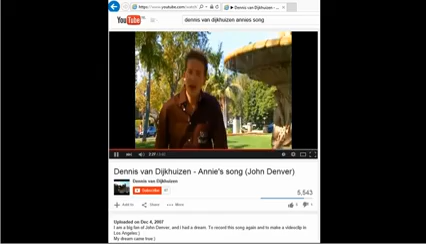 https://www.youtube.com/watch
Dennis van Dijkhuizen - ...
YouTube NL
dennis van dijkhuizen annies song
Dennis van Dijkhuizen - Annie's song (John Denver)
Dennis van Dijkhuizen
Subscribe
5,543
Add to Share More
Uploaded on Dec 4, 2007
I am a big fan of John Denver, and i had a dream. To record this song again and to make a videoclip in
Los Angeles:)
My dream came true:)